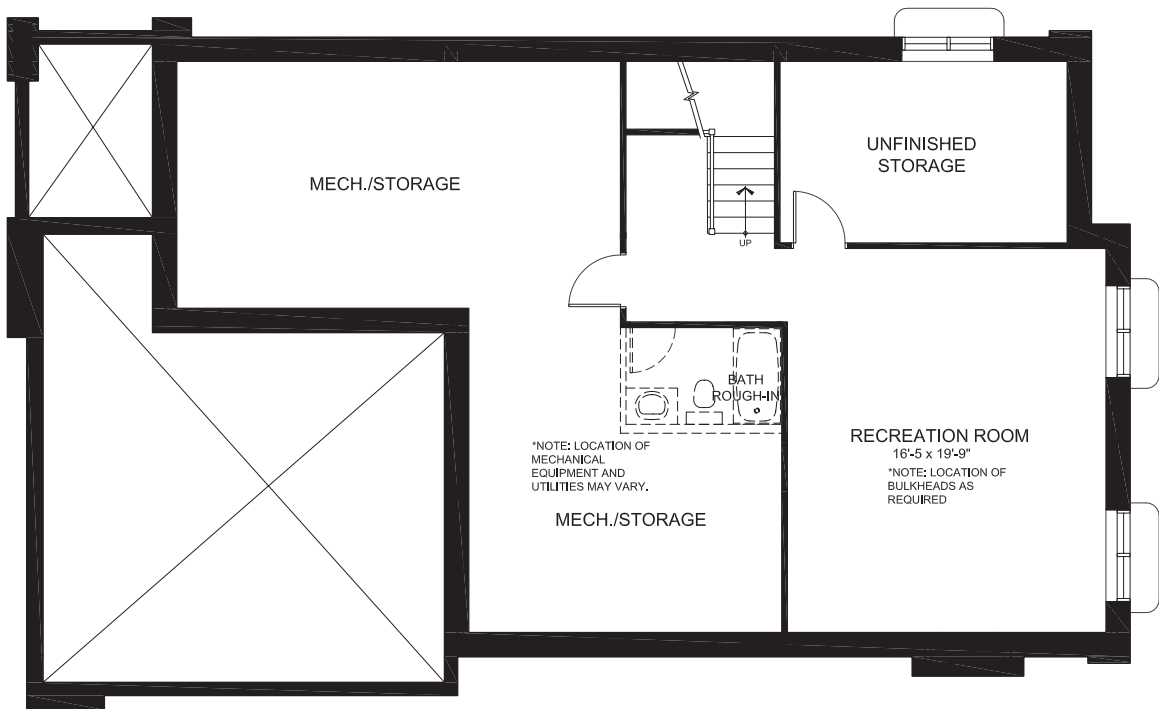 MECH./STORAGE
UNFINISHED
STORAGE
UP
BATH
ROUGH-IN
*NOTE: LOCATION OF
MECHANICAL
EQUIPMENT AND
UTILITIES MAY VARY.
MECH./STORAGE
RECREATION ROOM
16'-5 x 19'-9"
*NOTE: LOCATION OF
BULKHEADS AS
REQUIRED